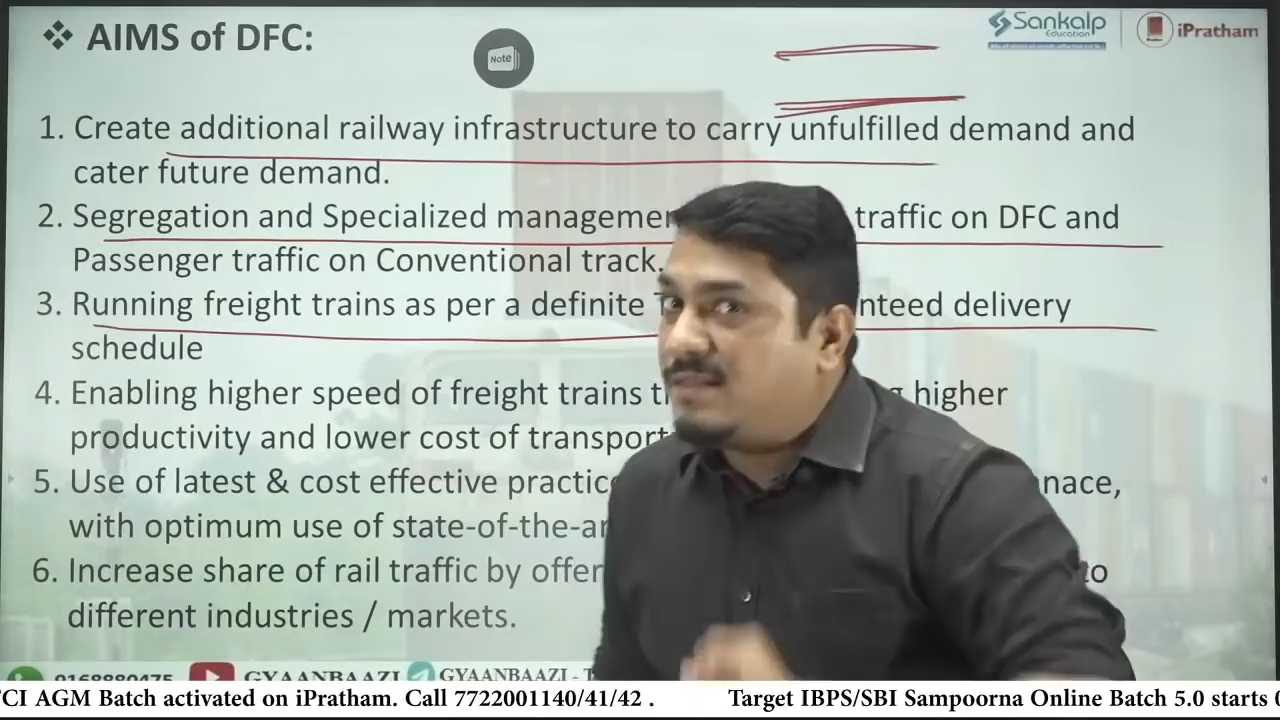 ❖ AIMS of DFC:
Note
Sankalp
Education
iPratham
1. Create additional railway infrastructure to carry unfulfilled demand and
cater future demand.
2. Segregation and Specialized managemen traffic on DFC and
Passenger traffic on Conventional track.
3. Running freight trains as per a definite nteed delivery
schedule
4. Enabling higher speed of freight trains higher
productivity and lower cost of transport
5. Use of latest & cost effective practic nace,
with optimum use of state-of-the-ar
6. Increase share of rail traffic by offer to
different industries / markets.
9168880475 GYAANBAAZI GYAANBAAZI - T
CI AGM Batch activated on iPratham. Call 7722001140/41/42 . Target IBPS/SBI Sampoorna Online Batch 5.0 starts